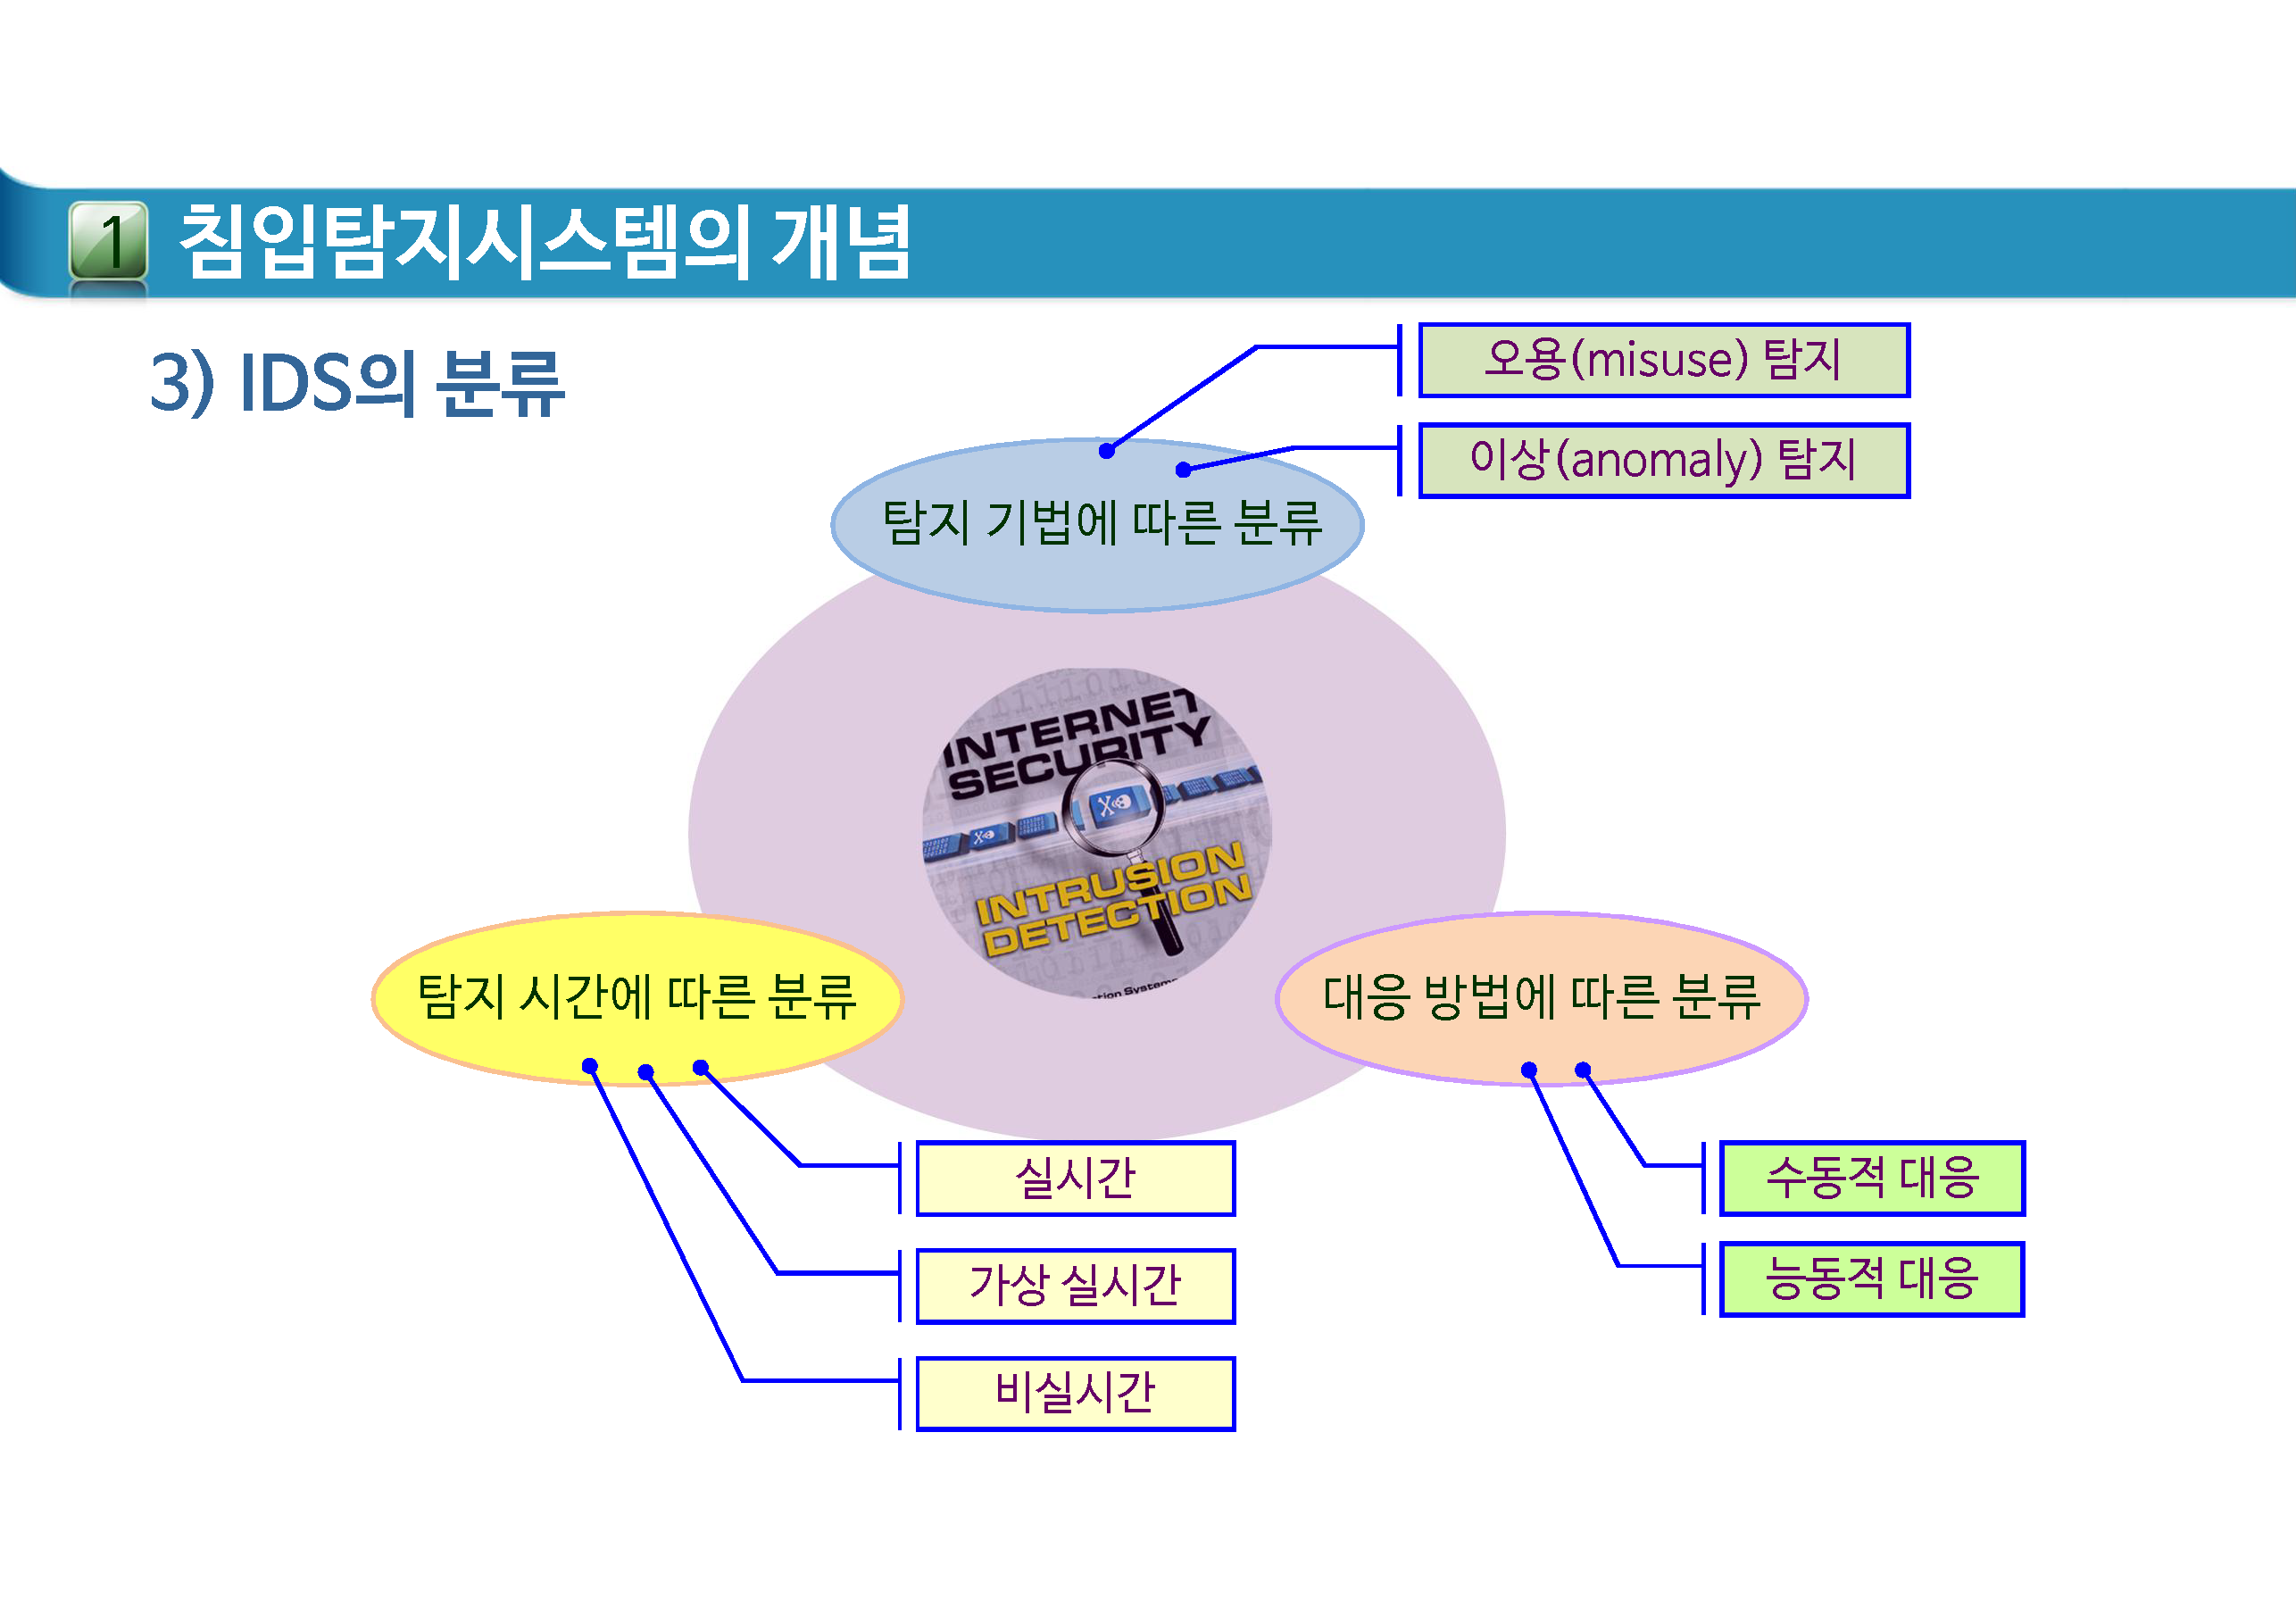 1 침입탐지시스템의 개념
3) IDS의 분류
오용(misuse) 탐지
이상(anomaly) 탐지
탐지 기법에 따른 분류
INTERNET
SECURITY
INTRUSION
DETECTION
탐지 시간에 따른 분류
대응 방법에 따른 분류
실시간
가상 실시간
비실시간
수동적 대응
능동적 대응